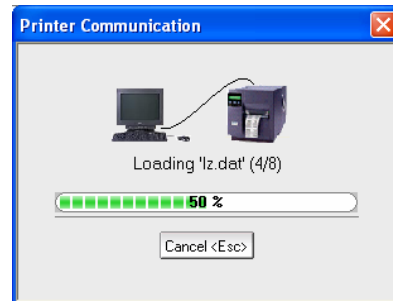 Printer Communication
Loading 'lz.dat' (4/8)
50 %
Cancel <Esc>